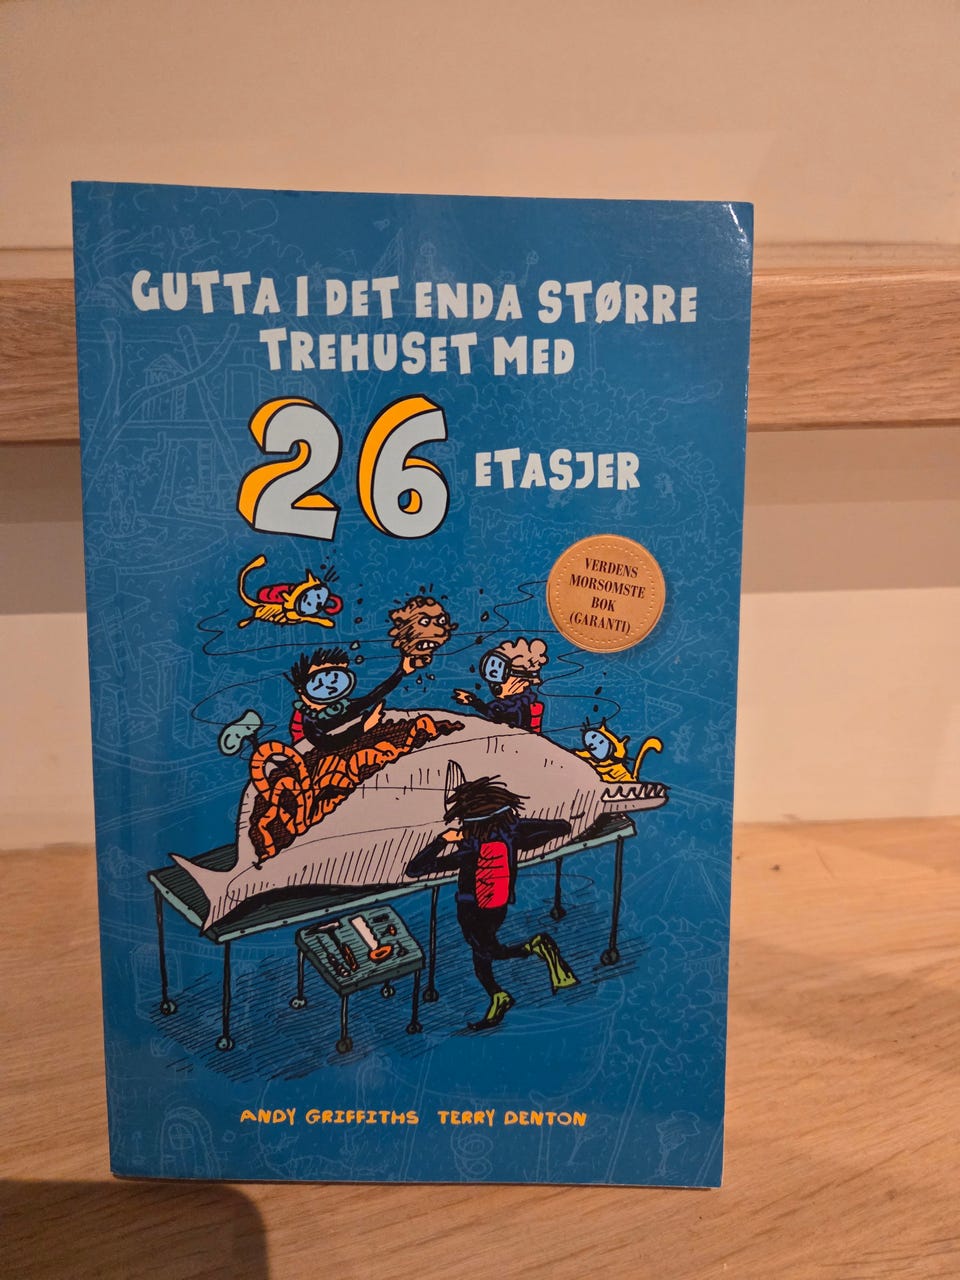 GUTTA I DET ENDA STØRRE
TREHUSET MED
26 ETASJER
VERDENS
MORSOMSTE
BOK
(GARANTI)
ANDY GRIFFITHS TERRY DENTON